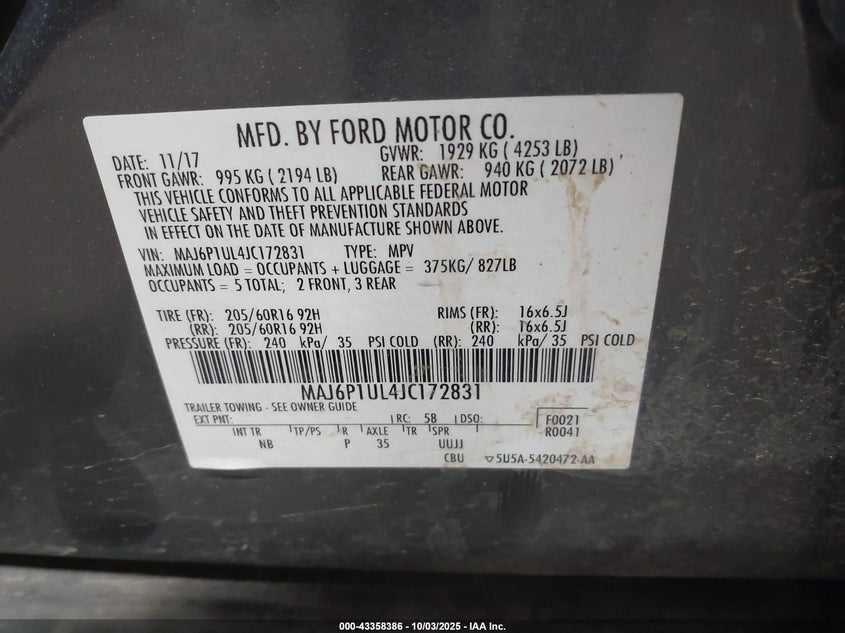 MFD. BY FORD MOTOR CO.
DATE: 11/17 GVWR: 1929 KG ( 4253 LB)
FRONT GAWR: 995 KG ( 2194 LB) REAR GAWR: 940 KG ( 2072 LB)
THIS VEHICLE CONFORMS TO ALL APPLICABLE FEDERAL MOTOR
VEHICLE SAFETY AND THEFT PREVENTION STANDARDS
IN EFFECT ON THE DATE OF MANUFACTURE SHOWN ABOVE.
VIN: MAJ6P1UL4JC172831 TYPE: MPV
MAXIMUM LOAD = OCCUPANTS + LUGGAGE = 375KG/ 827LB
OCCUPANTS = 5 TOTAL; 2 FRONT, 3 REAR
TIRE (FR): 205/60R16 92H RIMS (FR): 16x6.5J
(RR): 205/60R16 92H (RR): 16x6.5J
PRESSURE (FR): 240 kPa/ 35 PSI COLD (RR): 240 kPa/ 35 PSI COLD
MAJ6P1UL4JC172831
TRAILER TOWING - SEE OWNER GUIDE
EXT PNT: RC: 58 DSO: F0021
INT TR TP/PS R AXLE TR SPR R0041
NB P 35 UUJJ
CBU ▽5U5A-5420472-AA
000-43358386 - 10/03/2025 - IAA Inc.